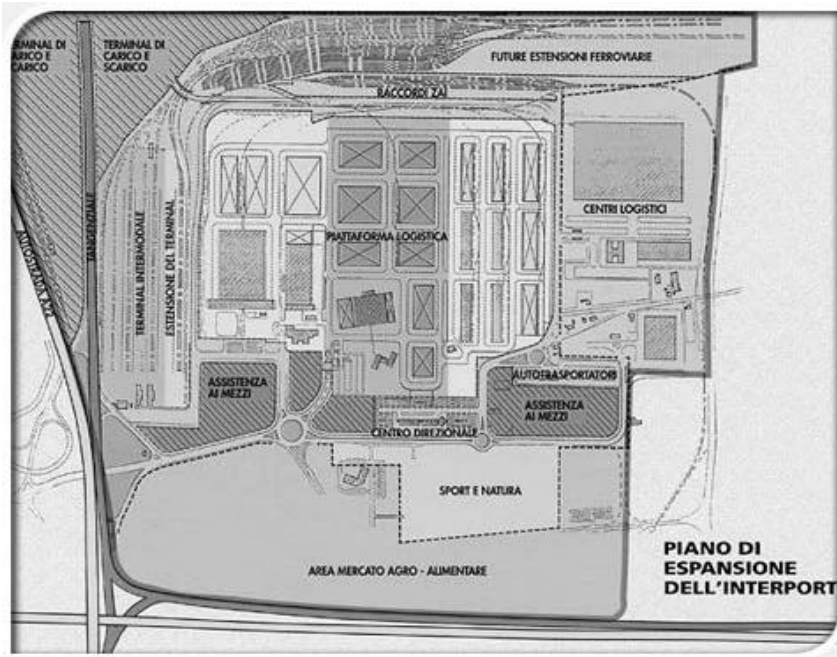 TERMINAL DI
ARICO E
CARICO
TERMINAL DI
CARICO E
SCARICO
FUTURE ESTENSIONI FERROVIARIE
RACCORDI ZAI
CENTRI LOGISTICI
PIATTAFORMA LOGISTICA
TANGENZIALE
AUTOSTRADA A22
TERMINAL INTERMODALE
ESTENSIONE DEL TERMINAL
ASSISTENZA
AI MEZZI
AUTOTRASPORTATORI
ASSISTENZA
AI MEZZI
CENTRO DIREZIONALE
SPORT E NATURA
AREA MERCATO AGRO - ALIMENTARE
PIANO DI
ESPANSIONE
DELL'INTERPORT